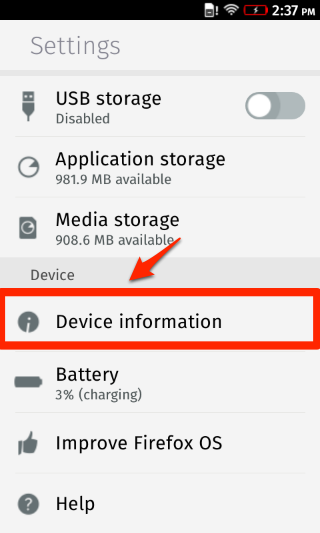 2:37 PM
Settings
USB storage
Disabled
Application storage
981.9 MB available
Media storage
908.6 MB available
Device
Device information
Battery
3% (charging)
Improve Firefox OS
Help